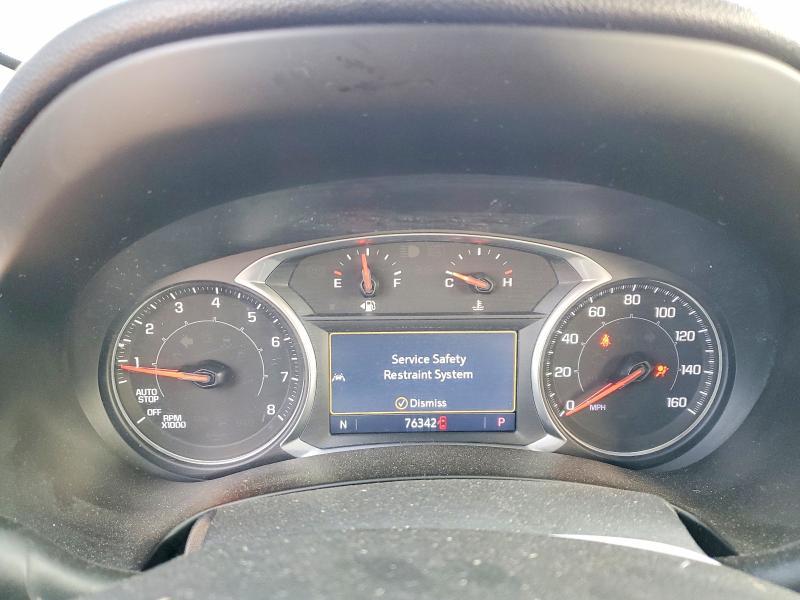 E F
C H
1 2 3 4 5 6 7 8
AUTO
STOP
OFF
RPM
X1000
Service Safety
Restraint System
Dismiss
N 76342 P
0 20 40 60 80 100 120 140 160
MPH